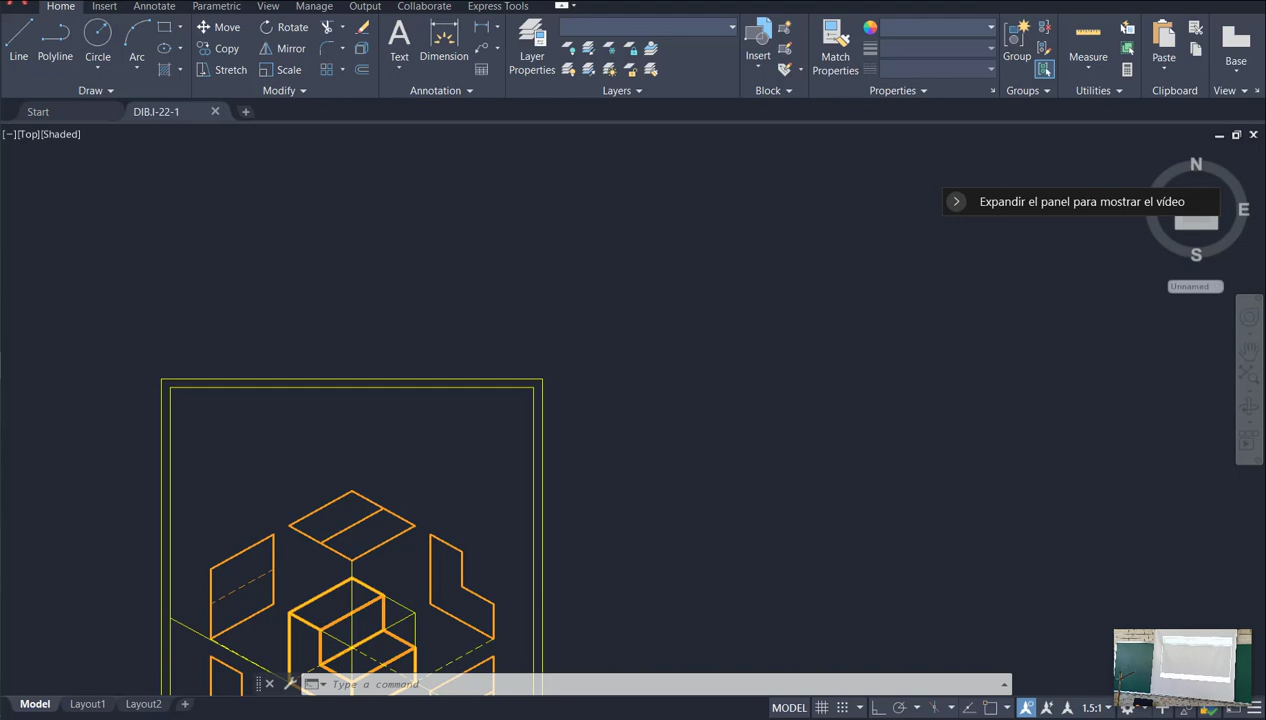 Home Insert Annotate Parametric View Manage Output Collaborate Express Tools
Line Polyline Circle Arc
Move Rotate
Copy Mirror
Stretch Scale
Text Dimension
Layer Properties
Insert
Match Properties
Group
Measure
Paste
Base
Draw Modify Annotation Layers Block Properties Groups Utilities Clipboard View
Start DIB.I-22-1
[−][Top][Shaded]
N
Expandir el panel para mostrar el vídeo
E
S
Unnamed
Type a command
Model Layout1 Layout2
MODEL 1.5:1